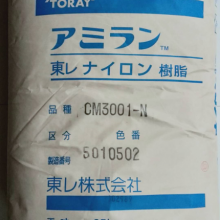 TORAY
アミラン™
東レナイロン樹脂
品種 CM3001-N
区分 色番
製造番号 5010502
東レ株式会社